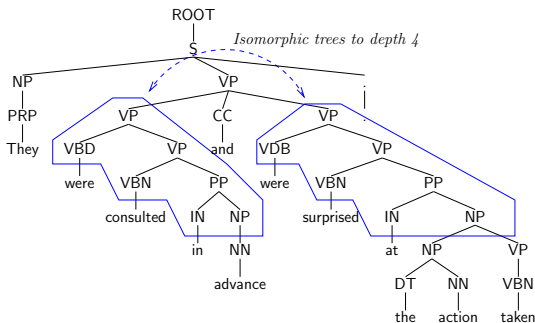 ROOT
Isomorphic trees to depth 4
S
NP VP .
PRP VP CC VP .
They VBD VP and VDB VP
were VBN PP were VBN PP
consulted IN NP surprised IN NP
in NN at NP VP
advance DT NN VBN
the action taken